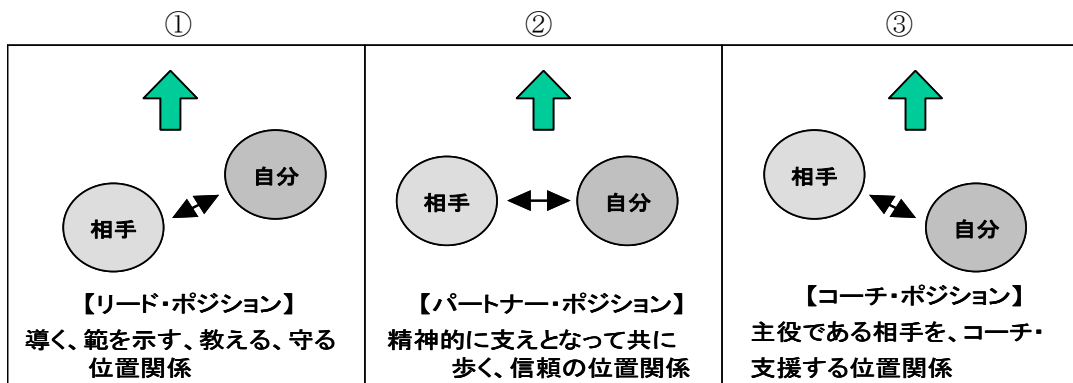 ①
相手
自分
【リード・ポジション】
導く、範を示す、教える、守る
位置関係
②
相手
自分
【パートナー・ポジション】
精神的に支えとなって共に
歩く、信頼の位置関係
③
相手
自分
【コーチ・ポジション】
主役である相手を、コーチ・
支援する位置関係